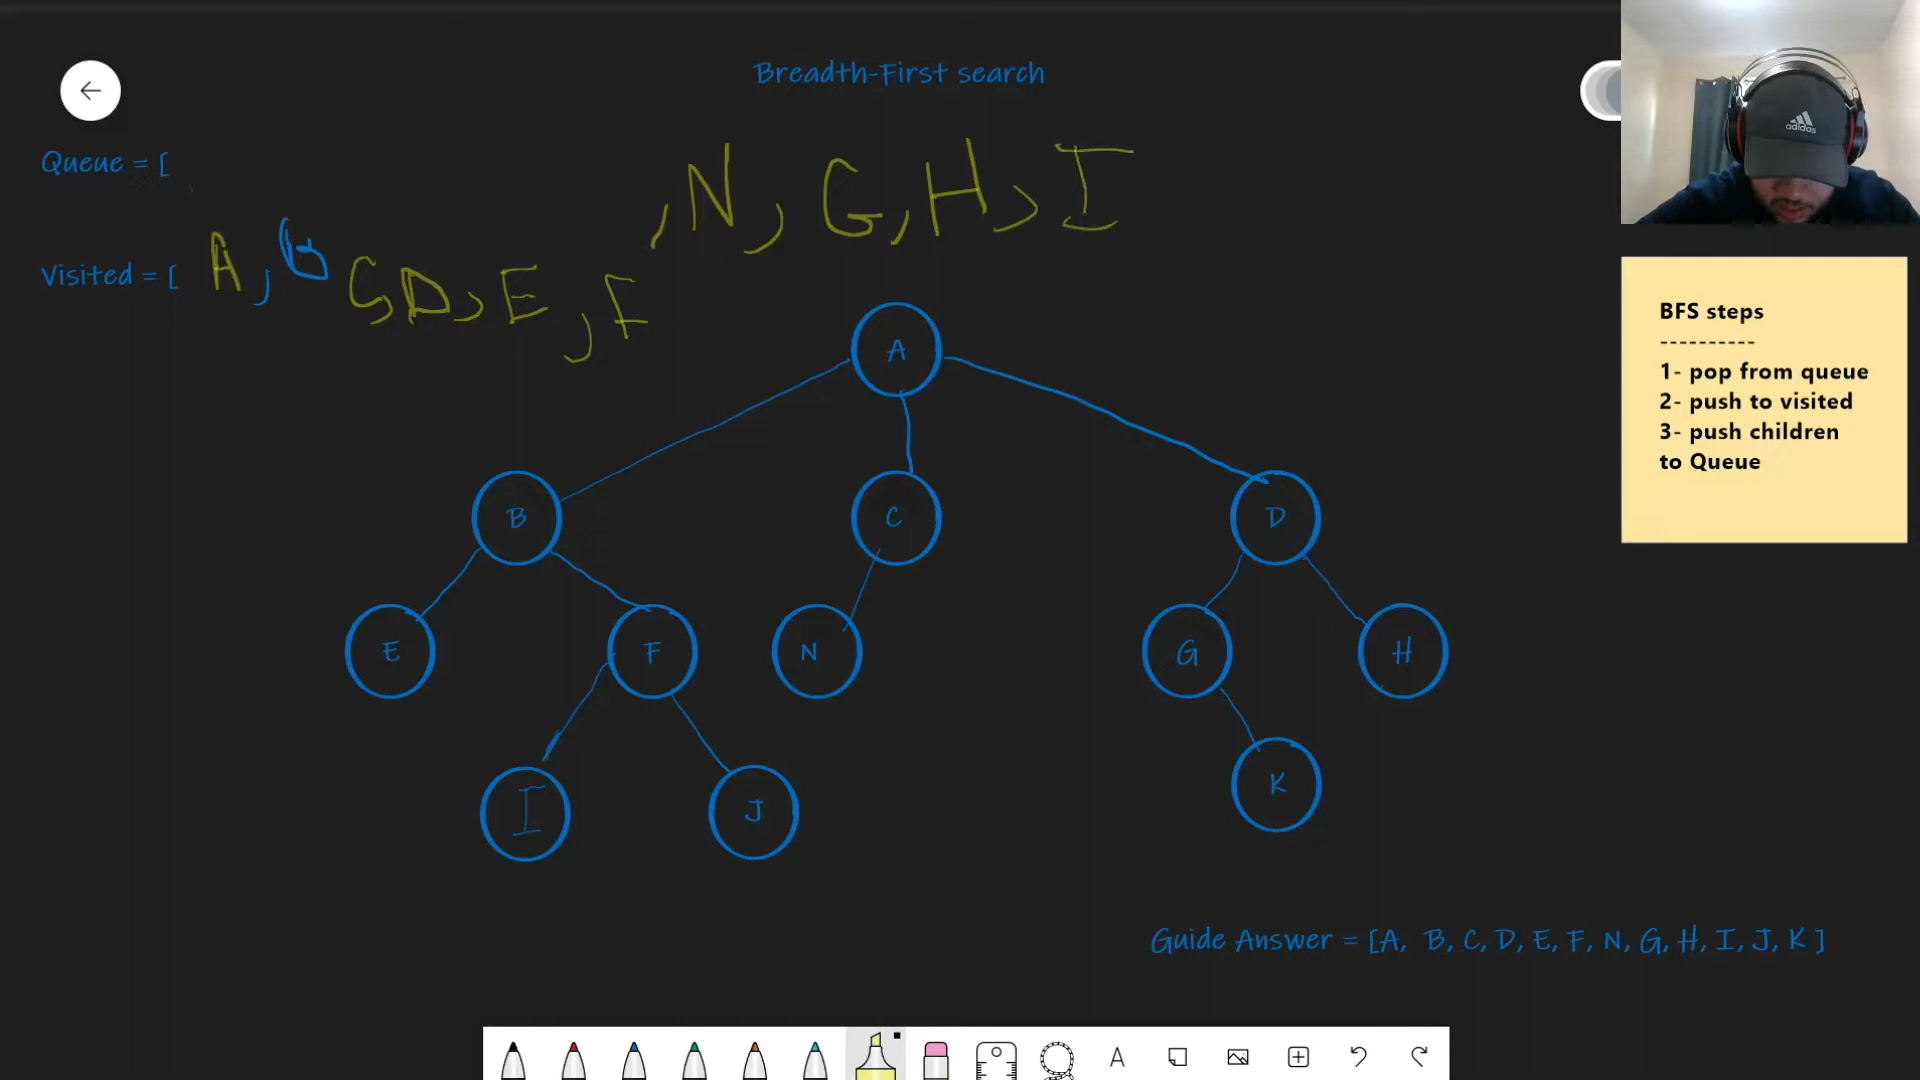 Breadth-First search
adidas
Queue = [
, N, G, H, I
Visited = [ A, B C, D, E, F
A
B
C
D
E
F
N
G
H
I
J
K
BFS steps
----------
1- pop from queue
2- push to visited
3- push children
to Queue
Guide Answer = [A, B, C, D, E, F, N, G, H, I, J, K ]
A